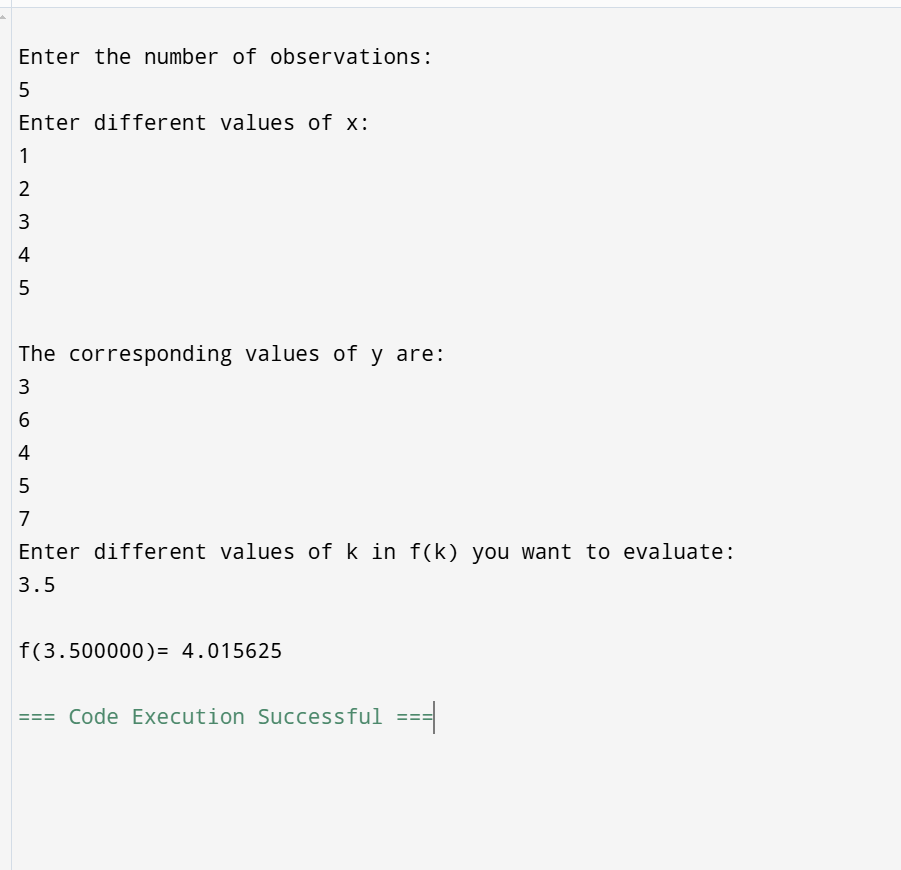 Enter the number of observations:
5
Enter different values of x:
1
2
3
4
5
The corresponding values of y are:
3
6
4
5
7
Enter different values of k in f(k) you want to evaluate:
3.5
f(3.500000)= 4.015625
=== Code Execution Successful ===